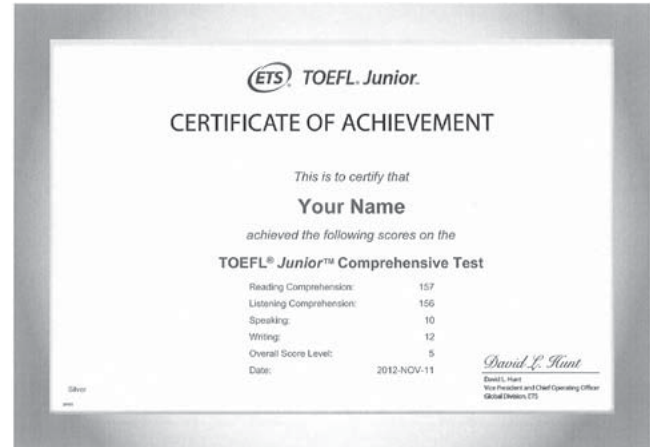 ETS TOEFL Junior
CERTIFICATE OF ACHIEVEMENT
This is to certify that
Your Name
achieved the following scores on the
TOEFL® Junior™ Comprehensive Test
Reading Comprehension: 157
Listening Comprehension: 156
Speaking: 10
Writing: 12
Overall Score Level: 5
Date: 2012-NOV-11
David L. Hunt
David L. Hunt
Vice President and Chief Operating Officer
Global Division, ETS
Silver